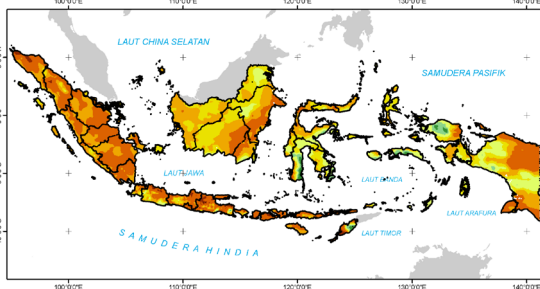 100°0'0"E 110°0'0"E 120°0'0"E 130°0'0"E 140°0'0"E
LAUT CHINA SELATAN
SAMUDERA PASIFIK
LAUT JAWA
LAUT BANDA
LAUT ARAFURA
SAMUDERA HINDIA
LAUT TIMOR
100°0'0"E 110°0'0"E 120°0'0"E 130°0'0"E 140°0'0"E